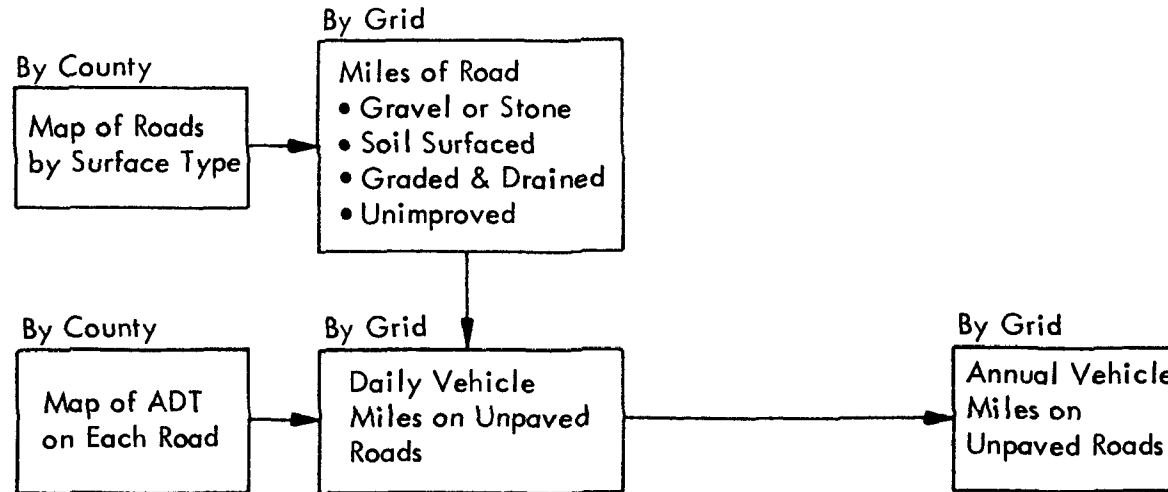 By County
Map of Roads
by Surface Type
By Grid
Miles of Road
• Gravel or Stone
• Soil Surfaced
• Graded & Drained
• Unimproved
By County
Map of ADT
on Each Road
By Grid
Daily Vehicle
Miles on Unpaved
Roads
By Grid
Annual Vehicle
Miles on
Unpaved Roads